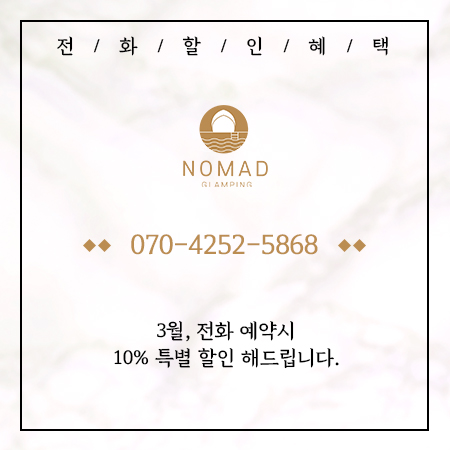 전 / 화 / 할 / 인 / 혜 / 택
NOMAD
GLAMPING
070-4252-5868
3월, 전화 예약시
10% 특별 할인 해드립니다.